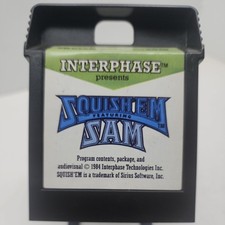 INTERPHASE™
presents
SQUISH'EM
FEATURING
SAM
Program contents, package, and
audiovisual © 1984 Interphase Technologies Inc.
SQUISH'EM is a trademark of Sirius Software, Inc.